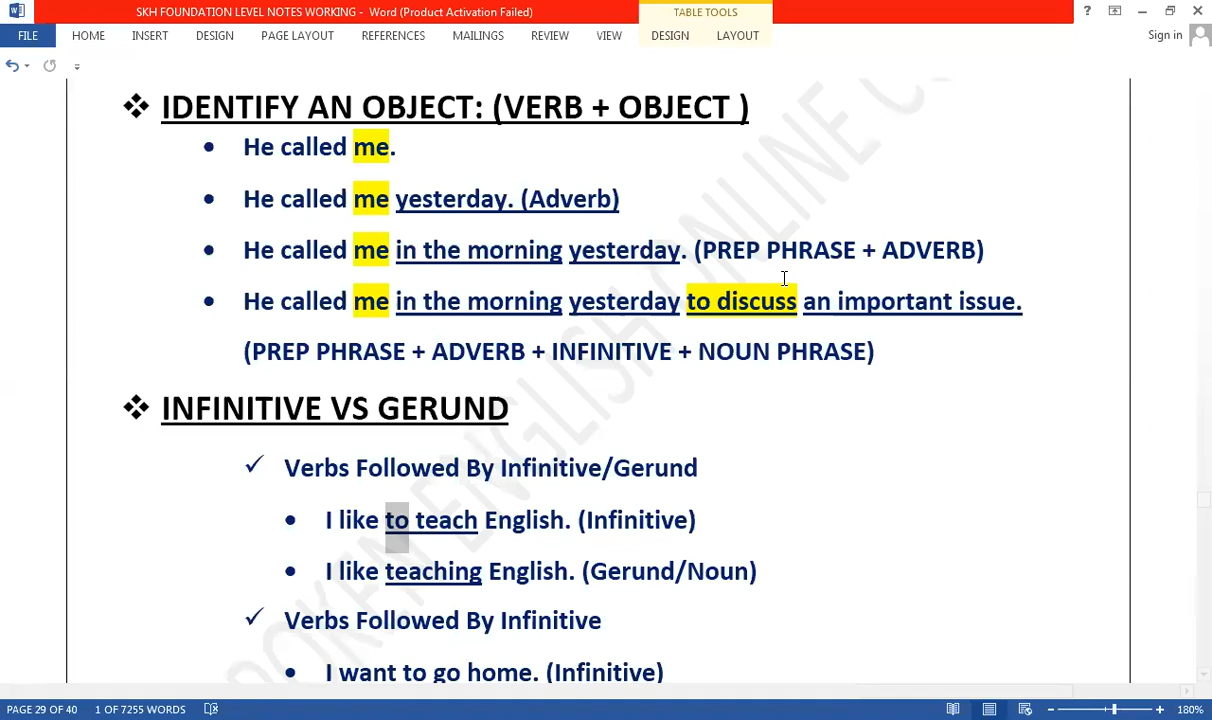 SKH FOUNDATION LEVEL NOTES WORKING - Word (Product Activation Failed)
TABLE TOOLS
FILE HOME INSERT DESIGN PAGE LAYOUT REFERENCES MAILINGS REVIEW VIEW DESIGN LAYOUT Sign in
❖ IDENTIFY AN OBJECT: (VERB + OBJECT )
• He called me.
• He called me yesterday. (Adverb)
• He called me in the morning yesterday. (PREP PHRASE + ADVERB)
• He called me in the morning yesterday to discuss an important issue.
(PREP PHRASE + ADVERB + INFINITIVE + NOUN PHRASE)
❖ INFINITIVE VS GERUND
✓ Verbs Followed By Infinitive/Gerund
• I like to teach English. (Infinitive)
• I like teaching English. (Gerund/Noun)
✓ Verbs Followed By Infinitive
• I want to go home. (Infinitive)
POKEN ENGLISH ONLINE
PAGE 29 OF 40 1 OF 7255 WORDS 180%